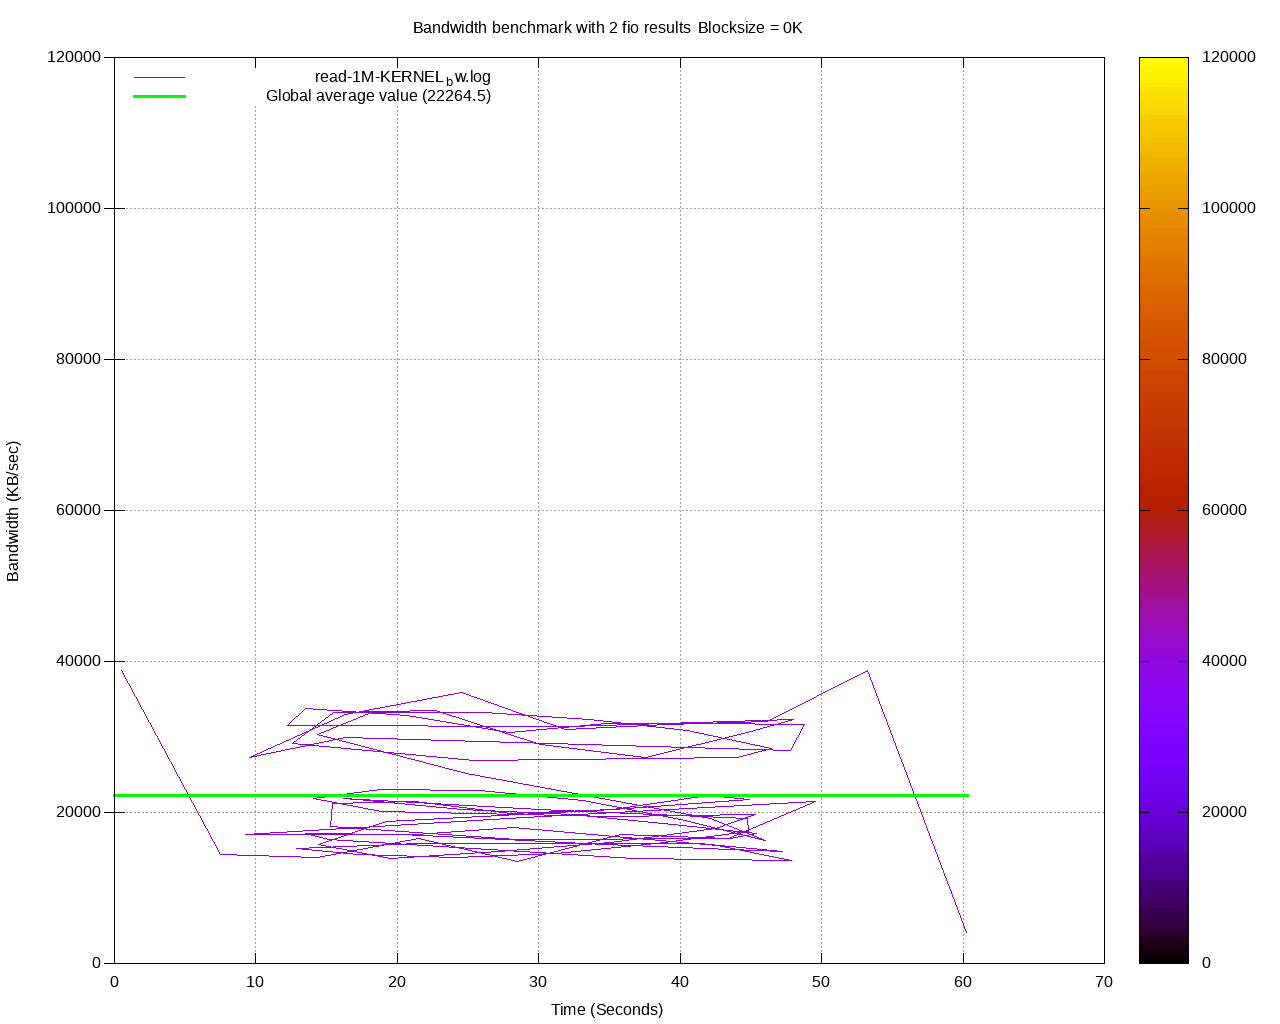 Bandwidth benchmark with 2 fio results Blocksize = 0K
read-1M-KERNEL_bw.log
Global average value (22264.5)
120000
100000
80000
60000
40000
20000
0
Bandwidth (KB/sec)
0 10 20 30 40 50 60 70
Time (Seconds)
120000
100000
80000
60000
40000
20000
0